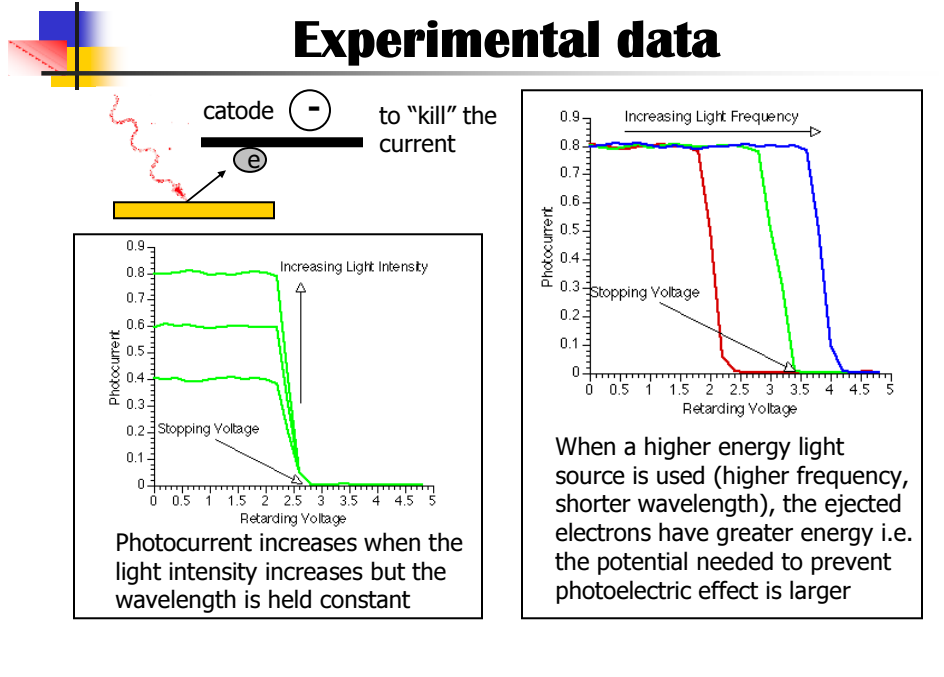 Experimental data
catode
-
to “kill” the
current
e
0.9
0.8
0.7
0.6
0.5
0.4
0.3
0.2
0.1
0
Photocurrent
Increasing Light Intensity
Stopping Voltage
0 0.5 1 1.5 2 2.5 3 3.5 4 4.5 5
Retarding Voltage
Photocurrent increases when the
light intensity increases but the
wavelength is held constant
0.9
0.8
0.7
0.6
0.5
0.4
0.3
0.2
0.1
0
Photocurrent
Increasing Light Frequency
Stopping Voltage
0 0.5 1 1.5 2 2.5 3 3.5 4 4.5 5
Retarding Voltage
When a higher energy light
source is used (higher frequency,
shorter wavelength), the ejected
electrons have greater energy i.e.
the potential needed to prevent
photoelectric effect is larger